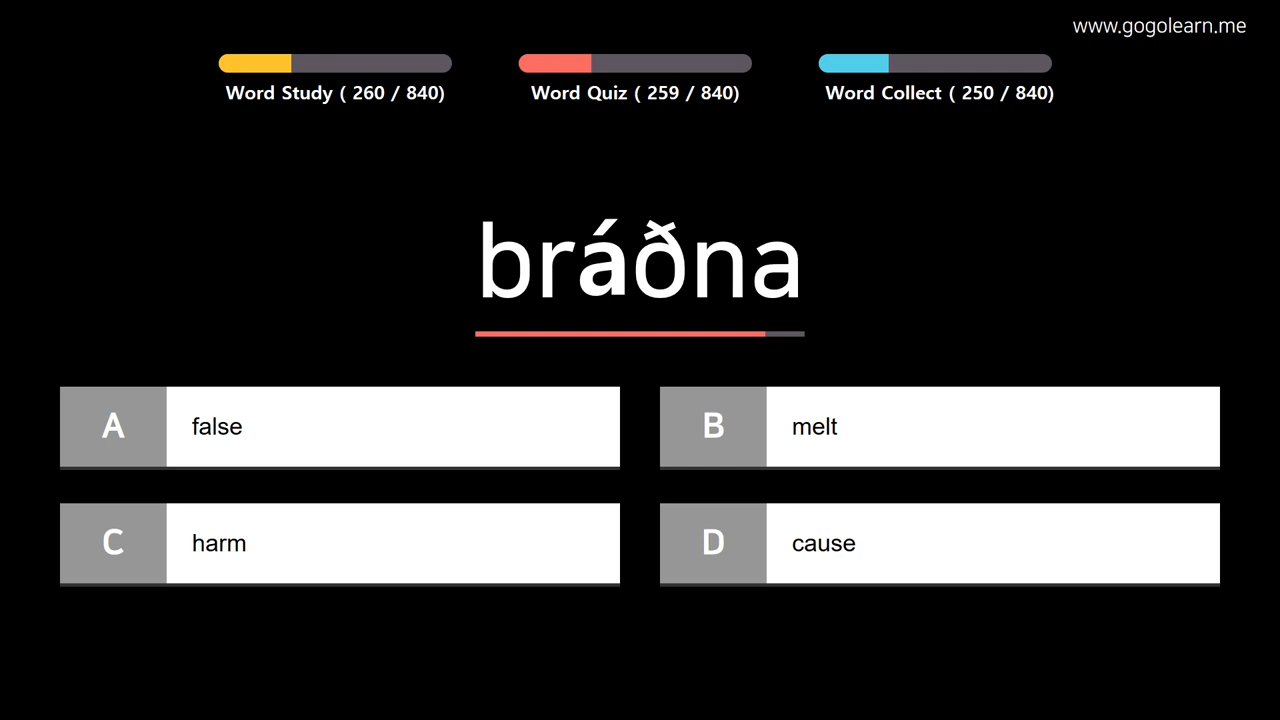 www.gogolearn.me
Word Study ( 260 / 840)
Word Quiz ( 259 / 840)
Word Collect ( 250 / 840)
bráðna
A false
B melt
C harm
D cause